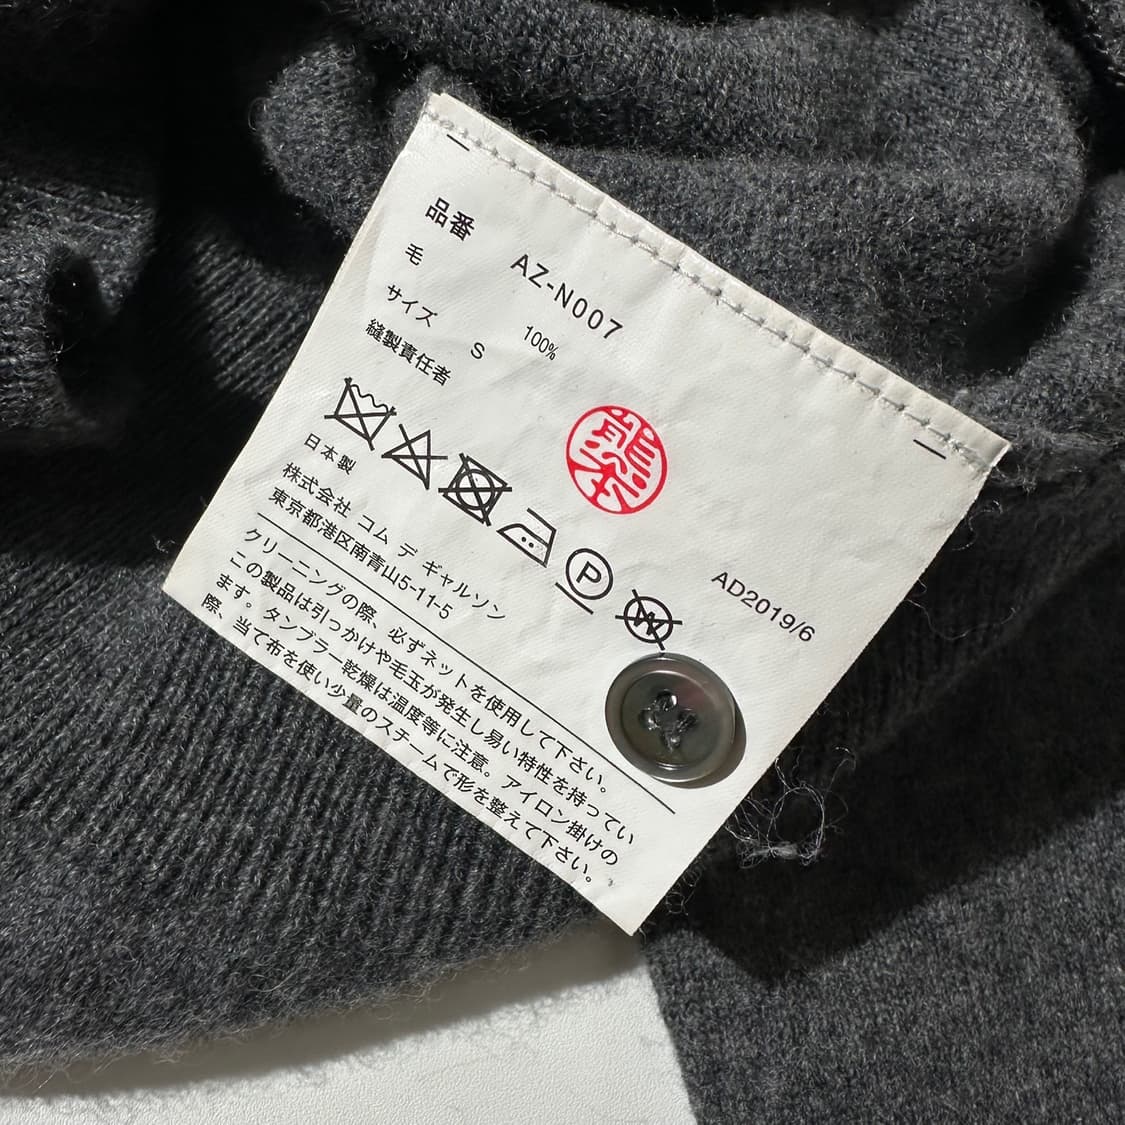 品番 AZ-N007
毛 100%
サイズ S
縫製責任者
P
W
AD2019/6
日本製
株式会社 コム デ ギャルソン
東京都港区南青山5-11-5
クリーニングの際、必ずネットを使用して下さい。
この製品は引っかけや毛玉が発生し易い特性を持ってい
ます。タンブラー乾燥は温度等に注意。アイロン掛けの
際、当て布を使い少量のスチームで形を整えて下さい。